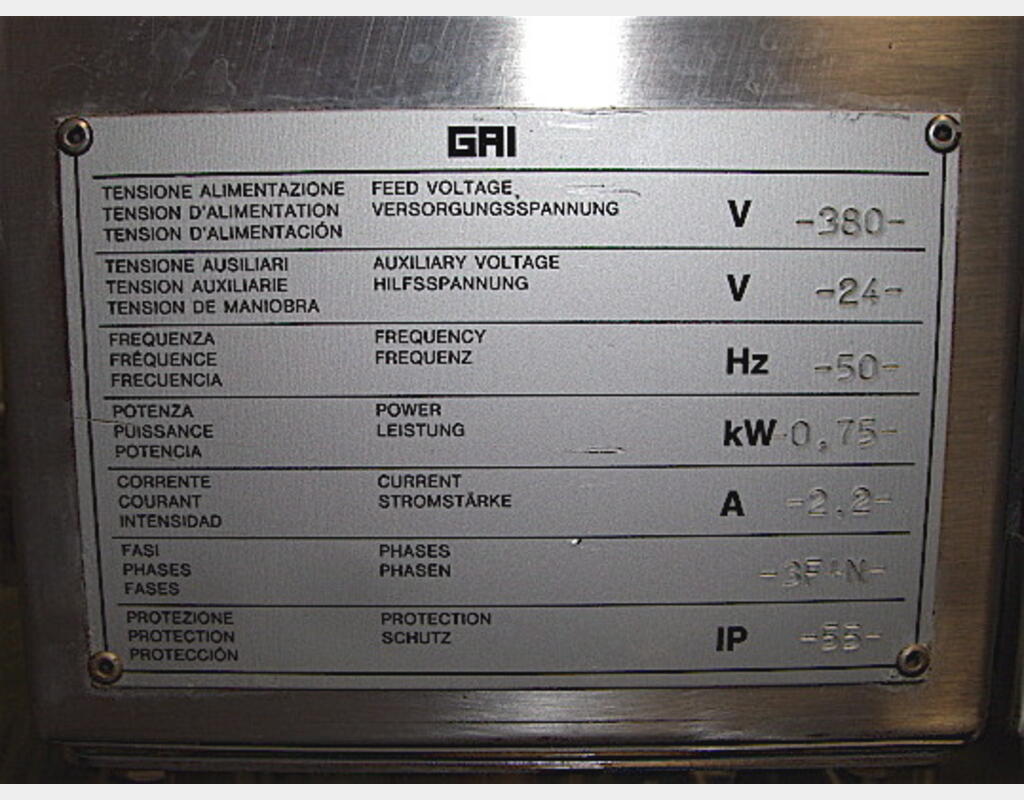 GAI
TENSIONE ALIMENTAZIONE FEED VOLTAGE
TENSION D'ALIMENTATION VERSORGUNGSSPANNUNG V -380-
TENSION D'ALIMENTACIÓN
TENSIONE AUSILIARI AUXILIARY VOLTAGE
TENSION AUXILIARIE HILFSSPANNUNG V -24-
TENSION DE MANIOBRA
FREQUENZA FREQUENCY
FRÉQUENCE FREQUENZ Hz -50-
FRECUENCIA
POTENZA POWER
PUISSANCE LEISTUNG kW -0,75-
POTENCIA
CORRENTE CURRENT
COURANT STROMSTÄRKE A -2,2-
INTENSIDAD
FASI PHASES
PHASES PHASEN -3F+N-
FASES
PROTEZIONE PROTECTION
PROTECTION SCHUTZ IP -55-
PROTECCIÓN